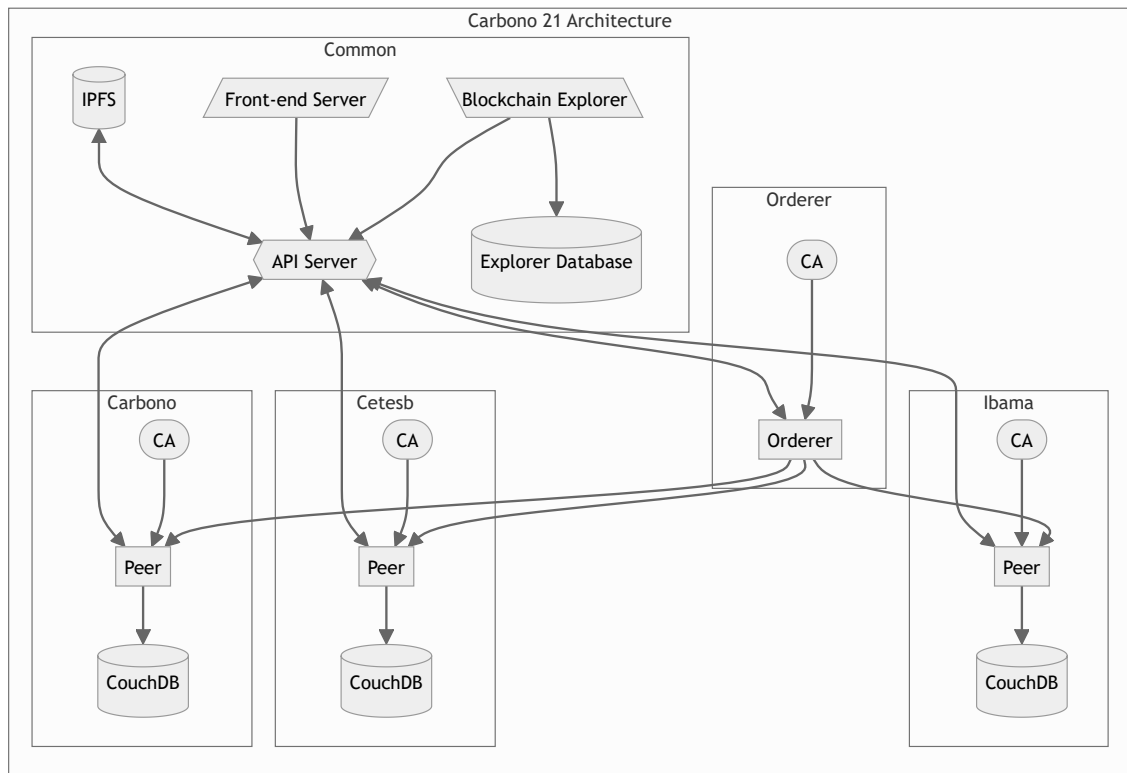 Carbono 21 Architecture
Common
IPFS
Front-end Server
Blockchain Explorer
Orderer
API Server
Explorer Database
CA
Carbono
Cetesb
Ibama
CA
CA
Orderer
CA
Peer
Peer
Peer
CouchDB
CouchDB
CouchDB